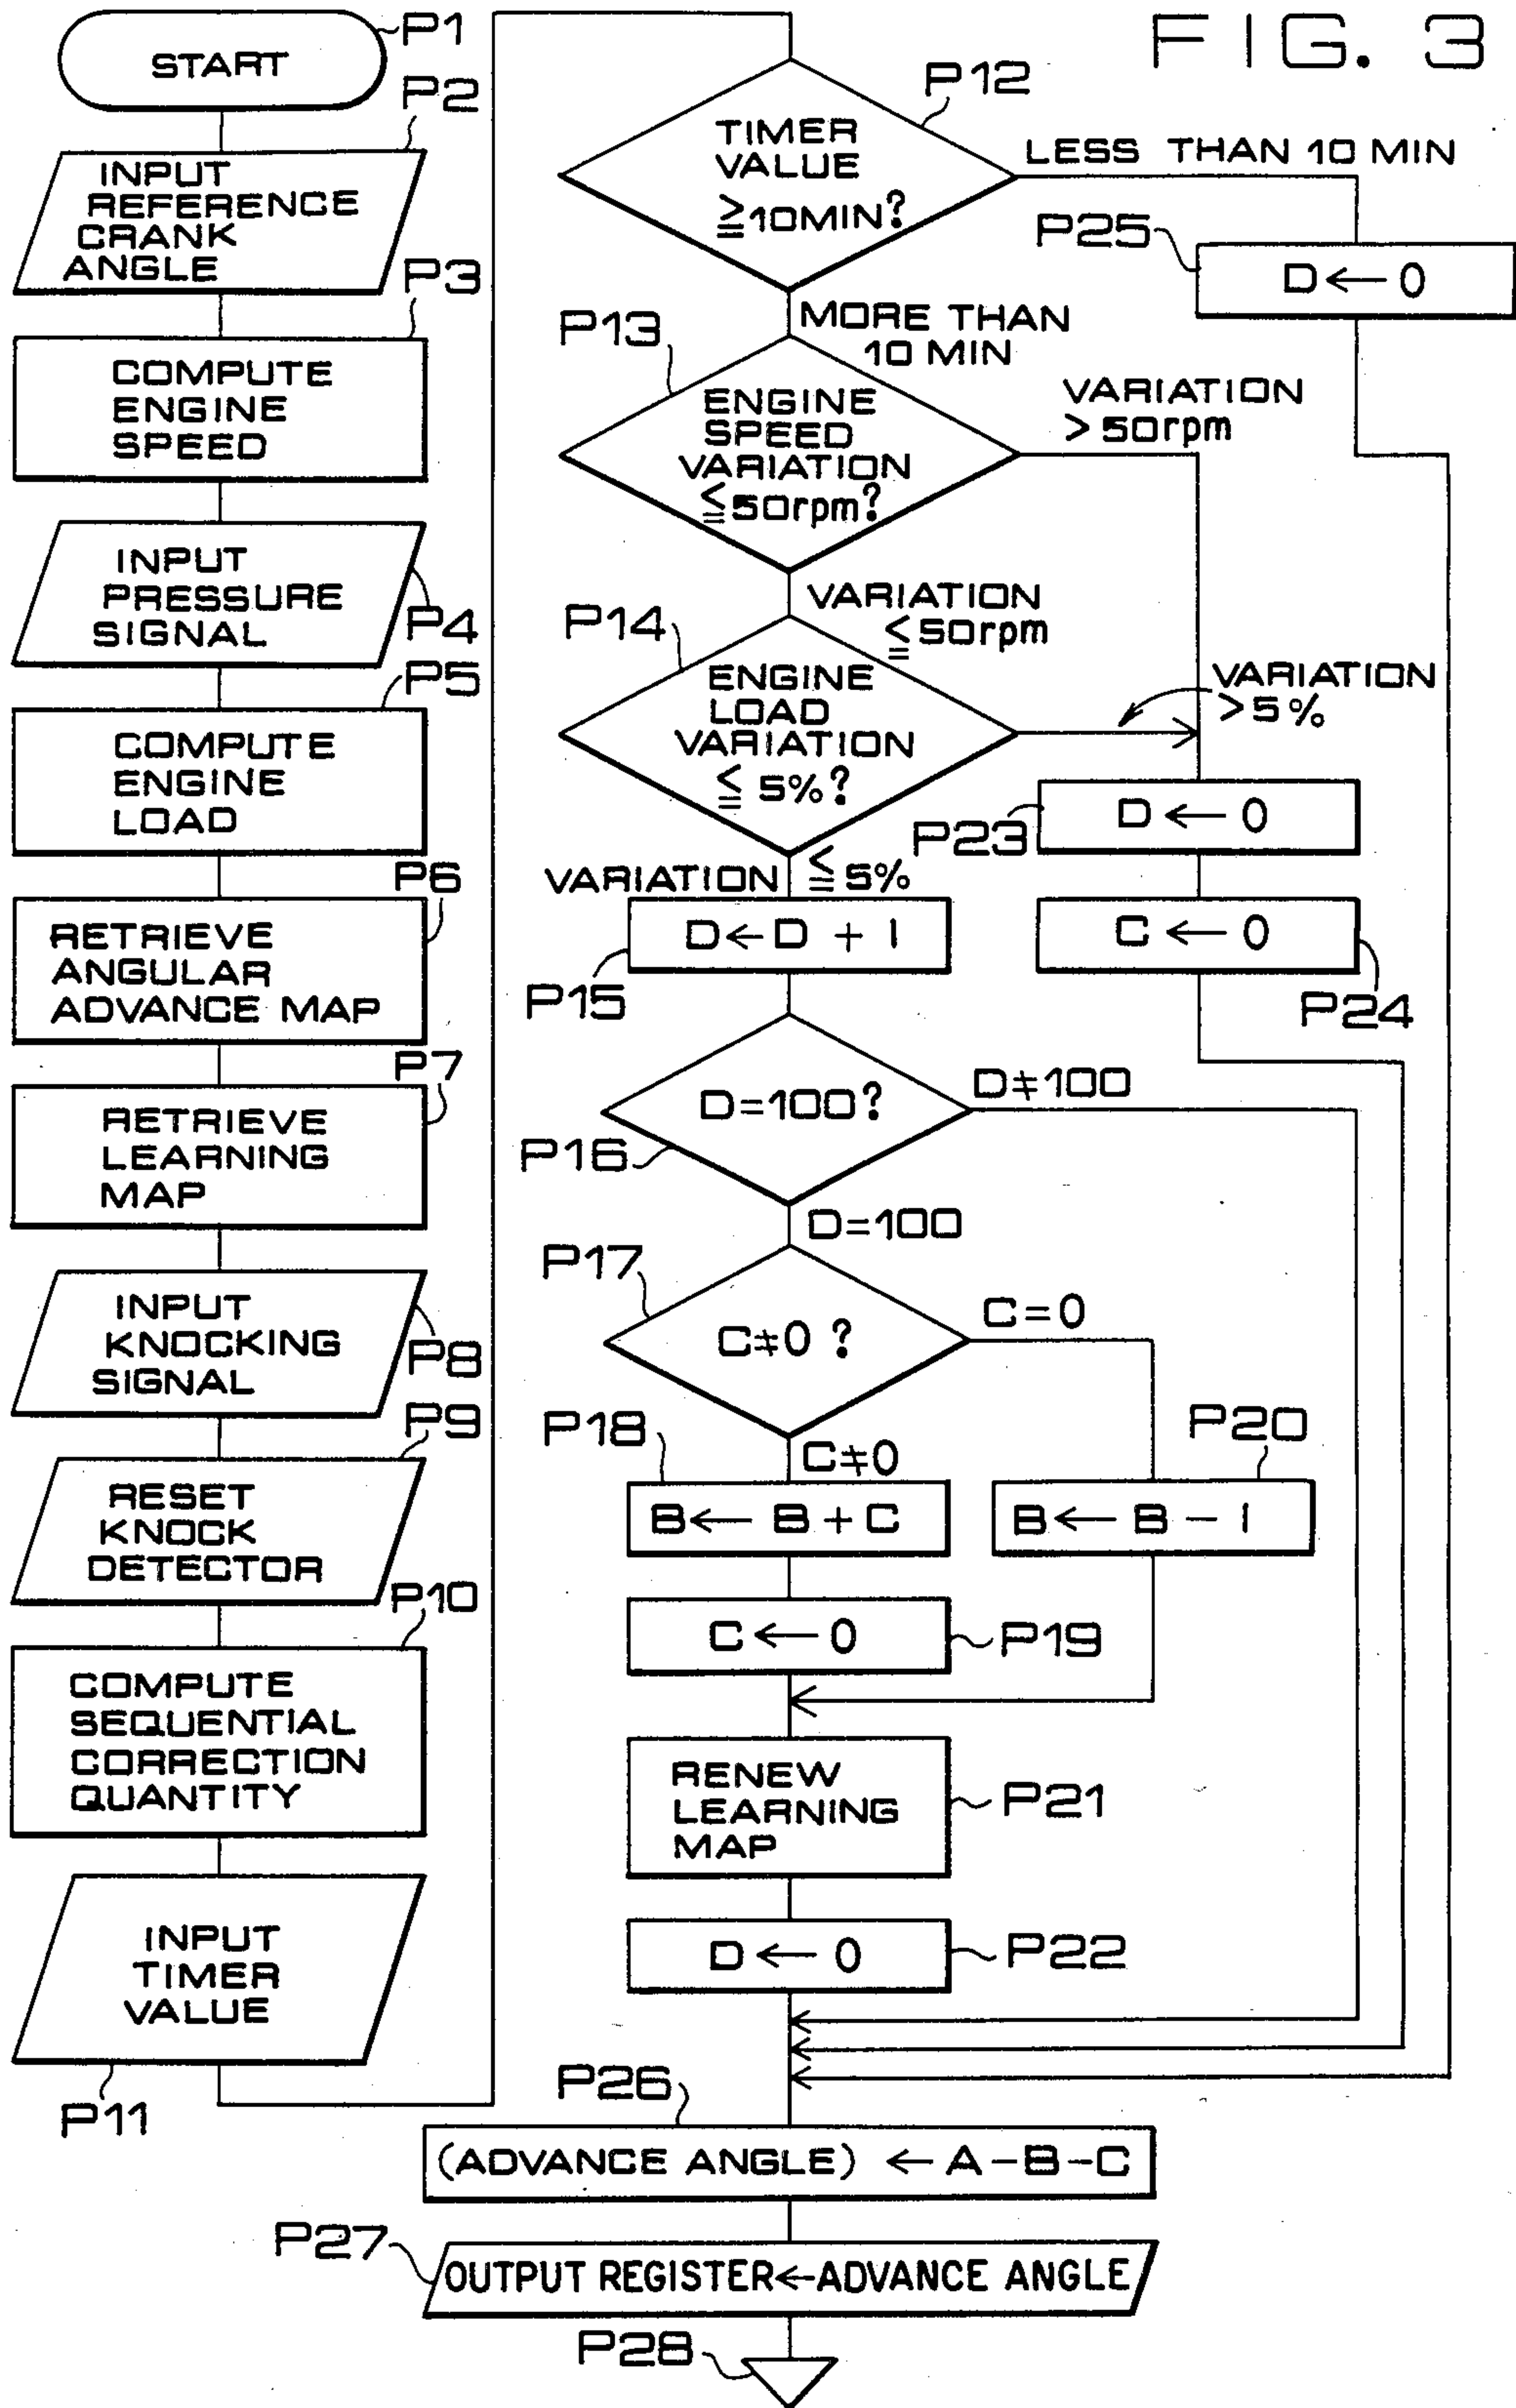 FIG. 3
P1
START
P2
INPUT
REFERENCE
CRANK
ANGLE
P3
COMPUTE
ENGINE
SPEED
INPUT
PRESSURE
SIGNAL
P4
P5
COMPUTE
ENGINE
LOAD
P6
RETRIEVE
ANGULAR
ADVANCE MAP
P7
RETRIEVE
LEARNING
MAP
INPUT
KNOCKING
SIGNAL
P8
P9
RESET
KNOCK
DETECTOR
P10
COMPUTE
SEQUENTIAL
CORRECTION
QUANTITY
INPUT
TIMER
VALUE
P11
P12
TIMER
VALUE
≧10MIN?
LESS THAN 10 MIN
P25
D ← 0
MORE THAN
10 MIN
P13
ENGINE
SPEED
VARIATION
≦50rpm?
VARIATION
> 50rpm
VARIATION
≦50rpm
P14
ENGINE
LOAD
VARIATION
≦ 5%?
VARIATION
> 5%
P23
D ← 0
C ← 0
P24
VARIATION ≦ 5%
D ← D + 1
P15
D=100?
D≠100
P16
D=100
P17
C≠0 ?
C=0
P18
C≠0
B ← B + C
P20
B ← B − 1
C ← 0
P19
RENEW
LEARNING
MAP
P21
D ← 0
P22
P26
(ADVANCE ANGLE) ← A−B−C
P27
OUTPUT REGISTER←ADVANCE ANGLE
P28